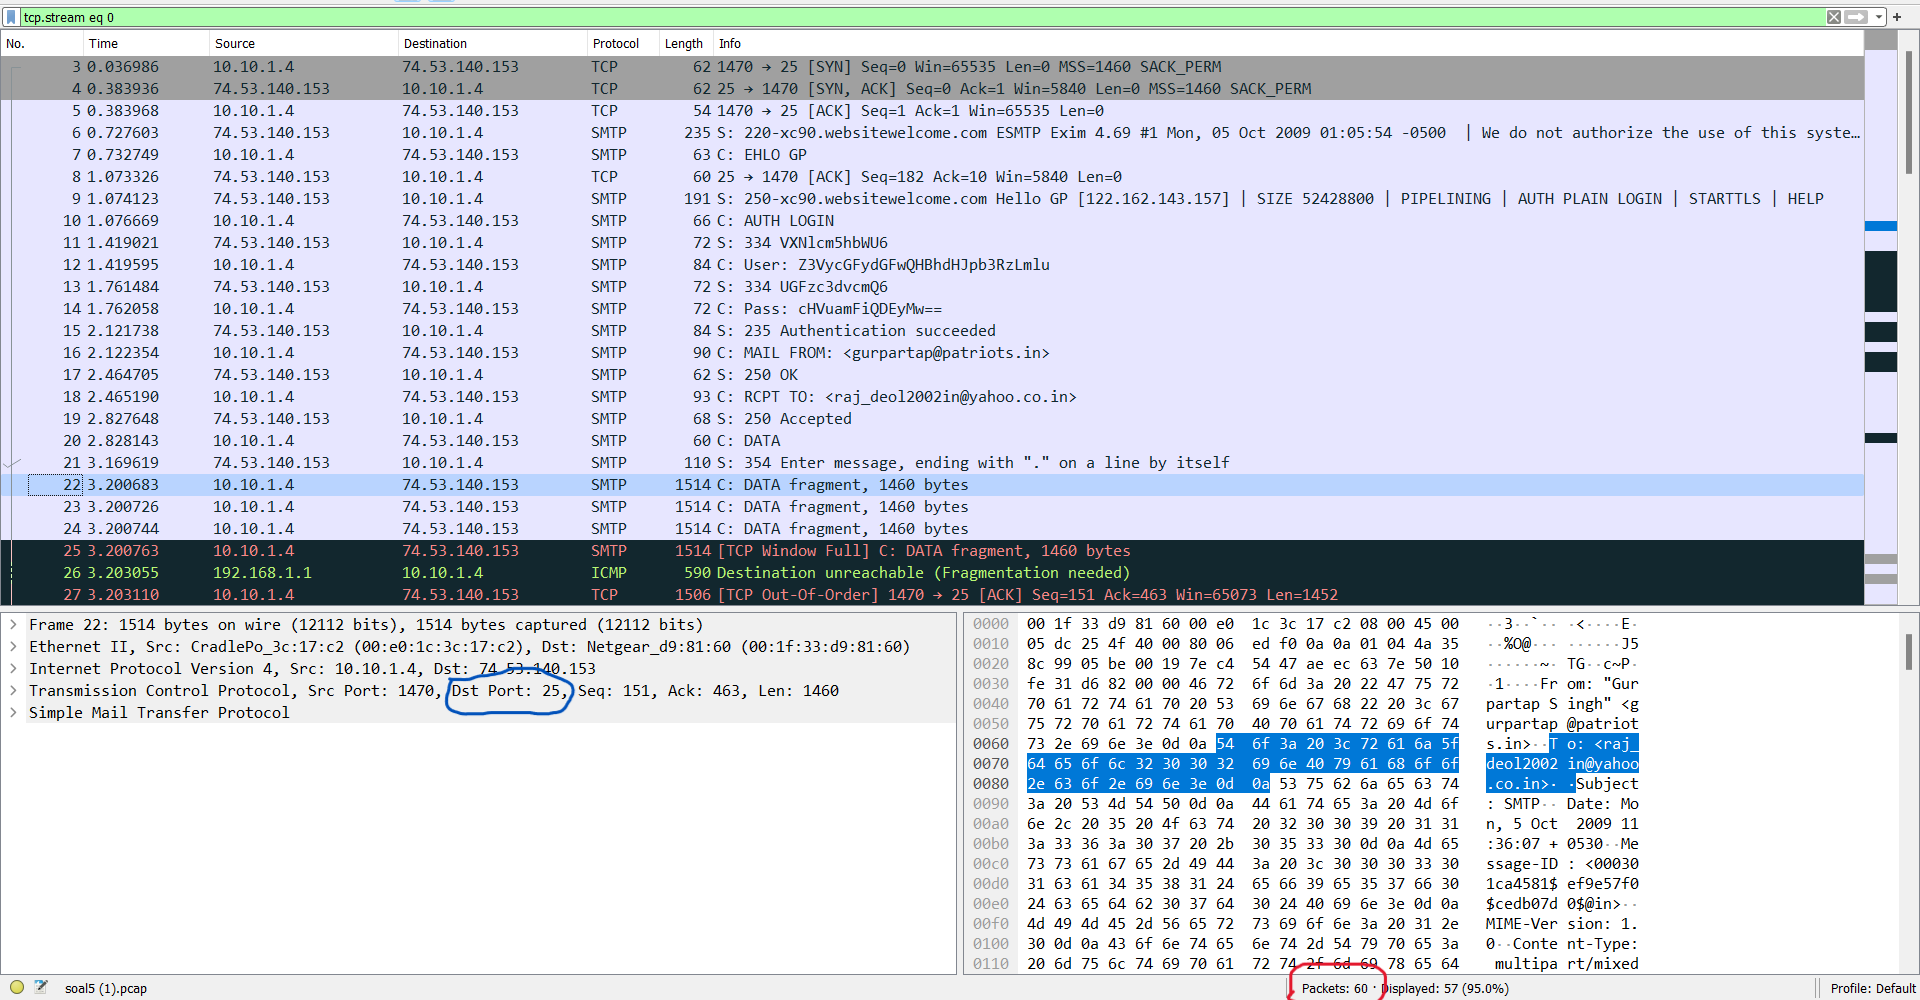 tcp.stream eq 0
No. Time Source Destination Protocol Length Info
3 0.036986 10.10.1.4 74.53.140.153 TCP 62 1470 → 25 [SYN] Seq=0 Win=65535 Len=0 MSS=1460 SACK_PERM
4 0.383936 74.53.140.153 10.10.1.4 TCP 62 25 → 1470 [SYN, ACK] Seq=0 Ack=1 Win=5840 Len=0 MSS=1460 SACK_PERM
5 0.383968 10.10.1.4 74.53.140.153 TCP 54 1470 → 25 [ACK] Seq=1 Ack=1 Win=65535 Len=0
6 0.727603 74.53.140.153 10.10.1.4 SMTP 235 S: 220-xc90.websitewelcome.com ESMTP Exim 4.69 #1 Mon, 05 Oct 2009 01:05:54 -0500 | We do not authorize the use of this syste…
7 0.732749 10.10.1.4 74.53.140.153 SMTP 63 C: EHLO GP
8 1.073326 74.53.140.153 10.10.1.4 TCP 60 25 → 1470 [ACK] Seq=182 Ack=10 Win=5840 Len=0
9 1.074123 74.53.140.153 10.10.1.4 SMTP 191 S: 250-xc90.websitewelcome.com Hello GP [122.162.143.157] | SIZE 52428800 | PIPELINING | AUTH PLAIN LOGIN | STARTTLS | HELP
10 1.076669 10.10.1.4 74.53.140.153 SMTP 66 C: AUTH LOGIN
11 1.419021 74.53.140.153 10.10.1.4 SMTP 72 S: 334 VXNlcm5hbWU6
12 1.419595 10.10.1.4 74.53.140.153 SMTP 84 C: User: Z3VycGFydGFwQHBhdHJpb3RzLmlu
13 1.761484 74.53.140.153 10.10.1.4 SMTP 72 S: 334 UGFzc3dvcmQ6
14 1.762058 10.10.1.4 74.53.140.153 SMTP 72 C: Pass: cHVuamFiQDEyMw==
15 2.121738 74.53.140.153 10.10.1.4 SMTP 84 S: 235 Authentication succeeded
16 2.122354 10.10.1.4 74.53.140.153 SMTP 90 C: MAIL FROM: <gurpartap@patriots.in>
17 2.464705 74.53.140.153 10.10.1.4 SMTP 62 S: 250 OK
18 2.465190 10.10.1.4 74.53.140.153 SMTP 93 C: RCPT TO: <raj_deol2002in@yahoo.co.in>
19 2.827648 74.53.140.153 10.10.1.4 SMTP 68 S: 250 Accepted
20 2.828143 10.10.1.4 74.53.140.153 SMTP 60 C: DATA
21 3.169619 74.53.140.153 10.10.1.4 SMTP 110 S: 354 Enter message, ending with "." on a line by itself
22 3.200683 10.10.1.4 74.53.140.153 SMTP 1514 C: DATA fragment, 1460 bytes
23 3.200726 10.10.1.4 74.53.140.153 SMTP 1514 C: DATA fragment, 1460 bytes
24 3.200744 10.10.1.4 74.53.140.153 SMTP 1514 C: DATA fragment, 1460 bytes
25 3.200763 10.10.1.4 74.53.140.153 SMTP 1514 [TCP Window Full] C: DATA fragment, 1460 bytes
26 3.203055 192.168.1.1 10.10.1.4 ICMP 590 Destination unreachable (Fragmentation needed)
27 3.203110 10.10.1.4 74.53.140.153 TCP 1506 [TCP Out-Of-Order] 1470 → 25 [ACK] Seq=151 Ack=463 Win=65073 Len=1452
Frame 22: 1514 bytes on wire (12112 bits), 1514 bytes captured (12112 bits)
Ethernet II, Src: CradlePo_3c:17:c2 (00:e0:1c:3c:17:c2), Dst: Netgear_d9:81:60 (00:1f:33:d9:81:60)
Internet Protocol Version 4, Src: 10.10.1.4, Dst: 74.53.140.153
Transmission Control Protocol, Src Port: 1470, Dst Port: 25, Seq: 151, Ack: 463, Len: 1460
Simple Mail Transfer Protocol
0000 00 1f 33 d9 81 60 00 e0 1c 3c 17 c2 08 00 45 00 ··3··`·· ·<····E·
0010 05 dc 25 4f 40 00 80 06 ed f0 0a 0a 01 04 4a 35 ··%O@··· ······J5
0020 8c 99 05 be 00 19 7e c4 54 47 ae ec 63 7e 50 10 ······~· TG··c~P·
0030 fe 31 d6 82 00 00 46 72 6f 6d 3a 20 22 47 75 72 ·1····Fr om: "Gur
0040 70 61 72 74 61 70 20 53 69 6e 67 68 22 20 3c 67 partap S ingh" <g
0050 75 72 70 61 72 74 61 70 40 70 61 74 72 69 6f 74 urpartap @patriot
0060 73 2e 69 6e 3e 0d 0a 54 6f 3a 20 3c 72 61 6a 5f s.in>··T o: <raj_
0070 64 65 6f 6c 32 30 30 32 69 6e 40 79 61 68 6f 6f deol2002 in@yahoo
0080 2e 63 6f 2e 69 6e 3e 0d 0a 53 75 62 6a 65 63 74 .co.in>· ·Subject
0090 3a 20 53 4d 54 50 0d 0a 44 61 74 65 3a 20 4d 6f : SMTP·· Date: Mo
00a0 6e 2c 20 35 20 4f 63 74 20 32 30 30 39 20 31 31 n, 5 Oct 2009 11
00b0 3a 33 36 3a 30 37 20 2b 30 35 33 30 0d 0a 4d 65 :36:07 + 0530··Me
00c0 73 73 61 67 65 2d 49 44 3a 20 3c 30 30 30 33 30 ssage-ID : <00030
00d0 31 63 61 34 35 38 31 24 65 66 39 65 35 37 66 30 1ca4581$ ef9e57f0
00e0 24 63 65 64 62 30 37 64 30 24 40 69 6e 3e 0d 0a $cedb07d 0$@in>··
00f0 4d 49 4d 45 2d 56 65 72 73 69 6f 6e 3a 20 31 2e MIME-Ver sion: 1.
0100 30 0d 0a 43 6f 6e 74 65 6e 74 2d 54 79 70 65 3a 0··Conte nt-Type:
0110 20 6d 75 6c 74 69 70 61 72 74 2f 6d 69 78 65 64 multipa rt/mixed
soal5 (1).pcap Packets: 60 · Displayed: 57 (95.0%) Profile: Default